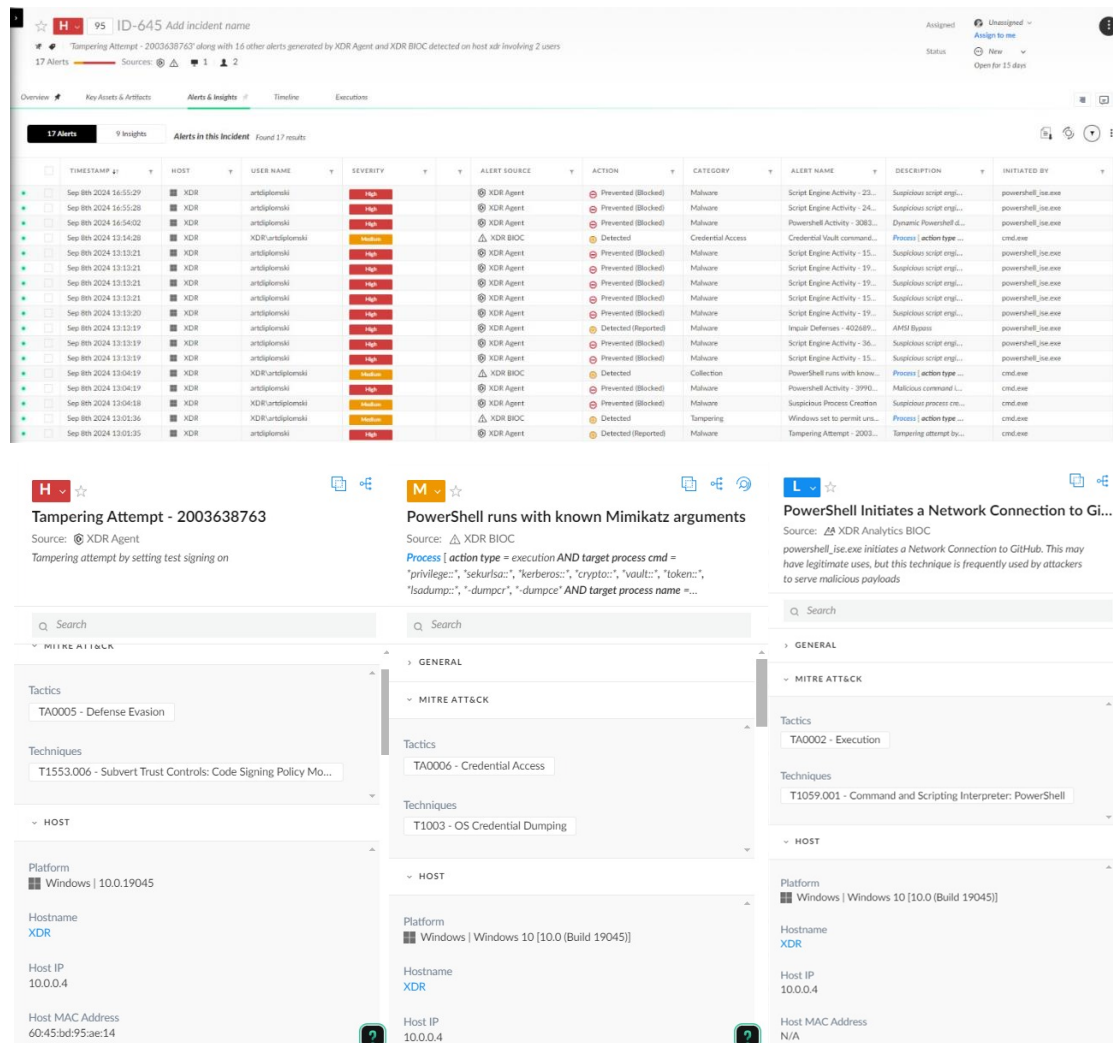 H 95 ID-645 Add incident name
'Tampering Attempt - 2003638763' along with 16 other alerts generated by XDR Agent and XDR BIOC detected on host xdr involving 2 users
17 Alerts Sources: 1 2
Assigned Unassigned
Assign to me
Status New
Open for 15 days
Overview Key Assets & Artifacts Alerts & Insights Timeline Executions
17 Alerts 9 Insights Alerts in this Incident Found 17 results
TIMESTAMP HOST USER NAME SEVERITY ALERT SOURCE ACTION CATEGORY ALERT NAME DESCRIPTION INITIATED BY
Sep 8th 2024 16:55:29 XDR artdiplomski High XDR Agent Prevented (Blocked) Malware Script Engine Activity - 23... Suspicious script engi... powershell_ise.exe
Sep 8th 2024 16:55:28 XDR artdiplomski High XDR Agent Prevented (Blocked) Malware Script Engine Activity - 24... Suspicious script engi... powershell_ise.exe
Sep 8th 2024 16:54:02 XDR artdiplomski High XDR Agent Prevented (Blocked) Malware Powershell Activity - 3083... Dynamic Powershell d... powershell_ise.exe
Sep 8th 2024 13:14:28 XDR XDR\artdiplomski Medium XDR BIOC Detected Credential Access Credential Vault command... Process [ action type ... cmd.exe
Sep 8th 2024 13:13:21 XDR artdiplomski High XDR Agent Prevented (Blocked) Malware Script Engine Activity - 15... Suspicious script engi... powershell_ise.exe
Sep 8th 2024 13:13:21 XDR artdiplomski High XDR Agent Prevented (Blocked) Malware Script Engine Activity - 19... Suspicious script engi... powershell_ise.exe
Sep 8th 2024 13:13:21 XDR artdiplomski High XDR Agent Prevented (Blocked) Malware Script Engine Activity - 19... Suspicious script engi... powershell_ise.exe
Sep 8th 2024 13:13:21 XDR artdiplomski High XDR Agent Prevented (Blocked) Malware Script Engine Activity - 15... Suspicious script engi... powershell_ise.exe
Sep 8th 2024 13:13:20 XDR artdiplomski High XDR Agent Prevented (Blocked) Malware Script Engine Activity - 19... Suspicious script engi... powershell_ise.exe
Sep 8th 2024 13:13:19 XDR artdiplomski High XDR Agent Detected (Reported) Malware Impair Defenses - 402689... AMSI Bypass powershell_ise.exe
Sep 8th 2024 13:13:19 XDR artdiplomski High XDR Agent Prevented (Blocked) Malware Script Engine Activity - 36... Suspicious script engi... powershell_ise.exe
Sep 8th 2024 13:13:19 XDR artdiplomski High XDR Agent Prevented (Blocked) Malware Script Engine Activity - 15... Suspicious script engi... powershell_ise.exe
Sep 8th 2024 13:04:19 XDR XDR\artdiplomski Medium XDR BIOC Detected Collection PowerShell runs with know... Process [ action type ... cmd.exe
Sep 8th 2024 13:04:19 XDR artdiplomski High XDR Agent Prevented (Blocked) Malware Powershell Activity - 3990... Malicious command l... cmd.exe
Sep 8th 2024 13:04:18 XDR XDR\artdiplomski Medium XDR Agent Prevented (Blocked) Malware Suspicious Process Creation Suspicious process cre... cmd.exe
Sep 8th 2024 13:01:36 XDR XDR\artdiplomski Medium XDR BIOC Detected Tampering Windows set to permit uns... Process [ action type ... cmd.exe
Sep 8th 2024 13:01:35 XDR artdiplomski High XDR Agent Detected (Reported) Malware Tampering Attempt - 2003... Tampering attempt by... cmd.exe
H
Tampering Attempt - 2003638763
Source: XDR Agent
Tampering attempt by setting test signing on
Search
MITRE ATT&CK
Tactics
TA0005 - Defense Evasion
Techniques
T1553.006 - Subvert Trust Controls: Code Signing Policy Mo...
HOST
Platform
Windows | 10.0.19045
Hostname
XDR
Host IP
10.0.0.4
Host MAC Address
60:45:bd:95:ae:14
?
M
PowerShell runs with known Mimikatz arguments
Source: XDR BIOC
Process [ action type = execution AND target process cmd =
"privilege::", "sekurlsa::", "kerberos::", "crypto::", "vault::", "token::",
"lsadump::", "-dumpcr", "-dumpce" AND target process name =...
Search
GENERAL
MITRE ATT&CK
Tactics
TA0006 - Credential Access
Techniques
T1003 - OS Credential Dumping
HOST
Platform
Windows | Windows 10 [10.0 (Build 19045)]
Hostname
XDR
Host IP
10.0.0.4
?
L
PowerShell Initiates a Network Connection to Gi...
Source: XDR Analytics BIOC
powershell_ise.exe initiates a Network Connection to GitHub. This may
have legitimate uses, but this technique is frequently used by attackers
to serve malicious payloads
Search
GENERAL
MITRE ATT&CK
Tactics
TA0002 - Execution
Techniques
T1059.001 - Command and Scripting Interpreter: PowerShell
HOST
Platform
Windows | Windows 10 [10.0 (Build 19045)]
Hostname
XDR
Host IP
10.0.0.4
Host MAC Address
N/A